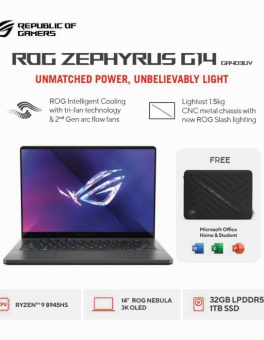 REPUBLIC OF
GAMERS
ROG ZEPHYRUS G14 GA403UV
UNMATCHED POWER, UNBELIEVABLY LIGHT
ROG Intelligent Cooling
with tri-fan technology
& 2nd Gen arc flow fans
Lightest 1.5kg
CNC metal chassis with
new ROG Slash lighting
FREE
Microsoft Office
Home & Student
RYZEN™ 9 8945HS
14" ROG NEBULA
3K OLED
32GB LPDDR5
1TB SSD